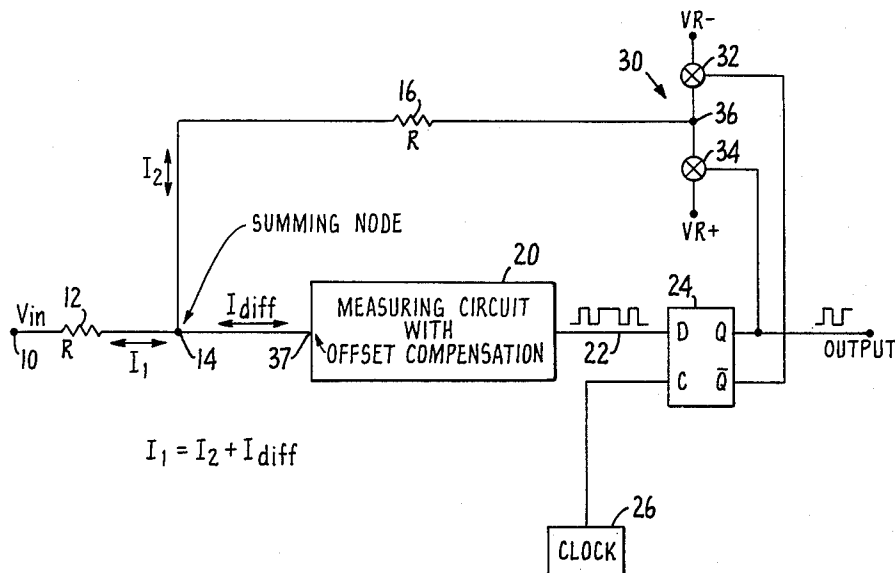 VR-
32
30
16
36
R
34
I2
VR+
SUMMING NODE
20
Vin
12
Idiff
MEASURING CIRCUIT
WITH
OFFSET COMPENSATION
24
D Q
C Q̅
OUTPUT
10
R
I1
14
37
22
I1 = I2 + Idiff
26
CLOCK